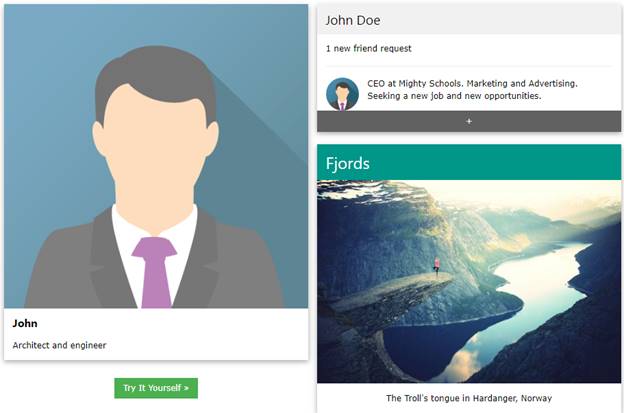 John
Architect and engineer
Try It Yourself »
John Doe
1 new friend request
CEO at Mighty Schools. Marketing and Advertising.
Seeking a new job and new opportunities.
+
Fjords
The Troll's tongue in Hardanger, Norway